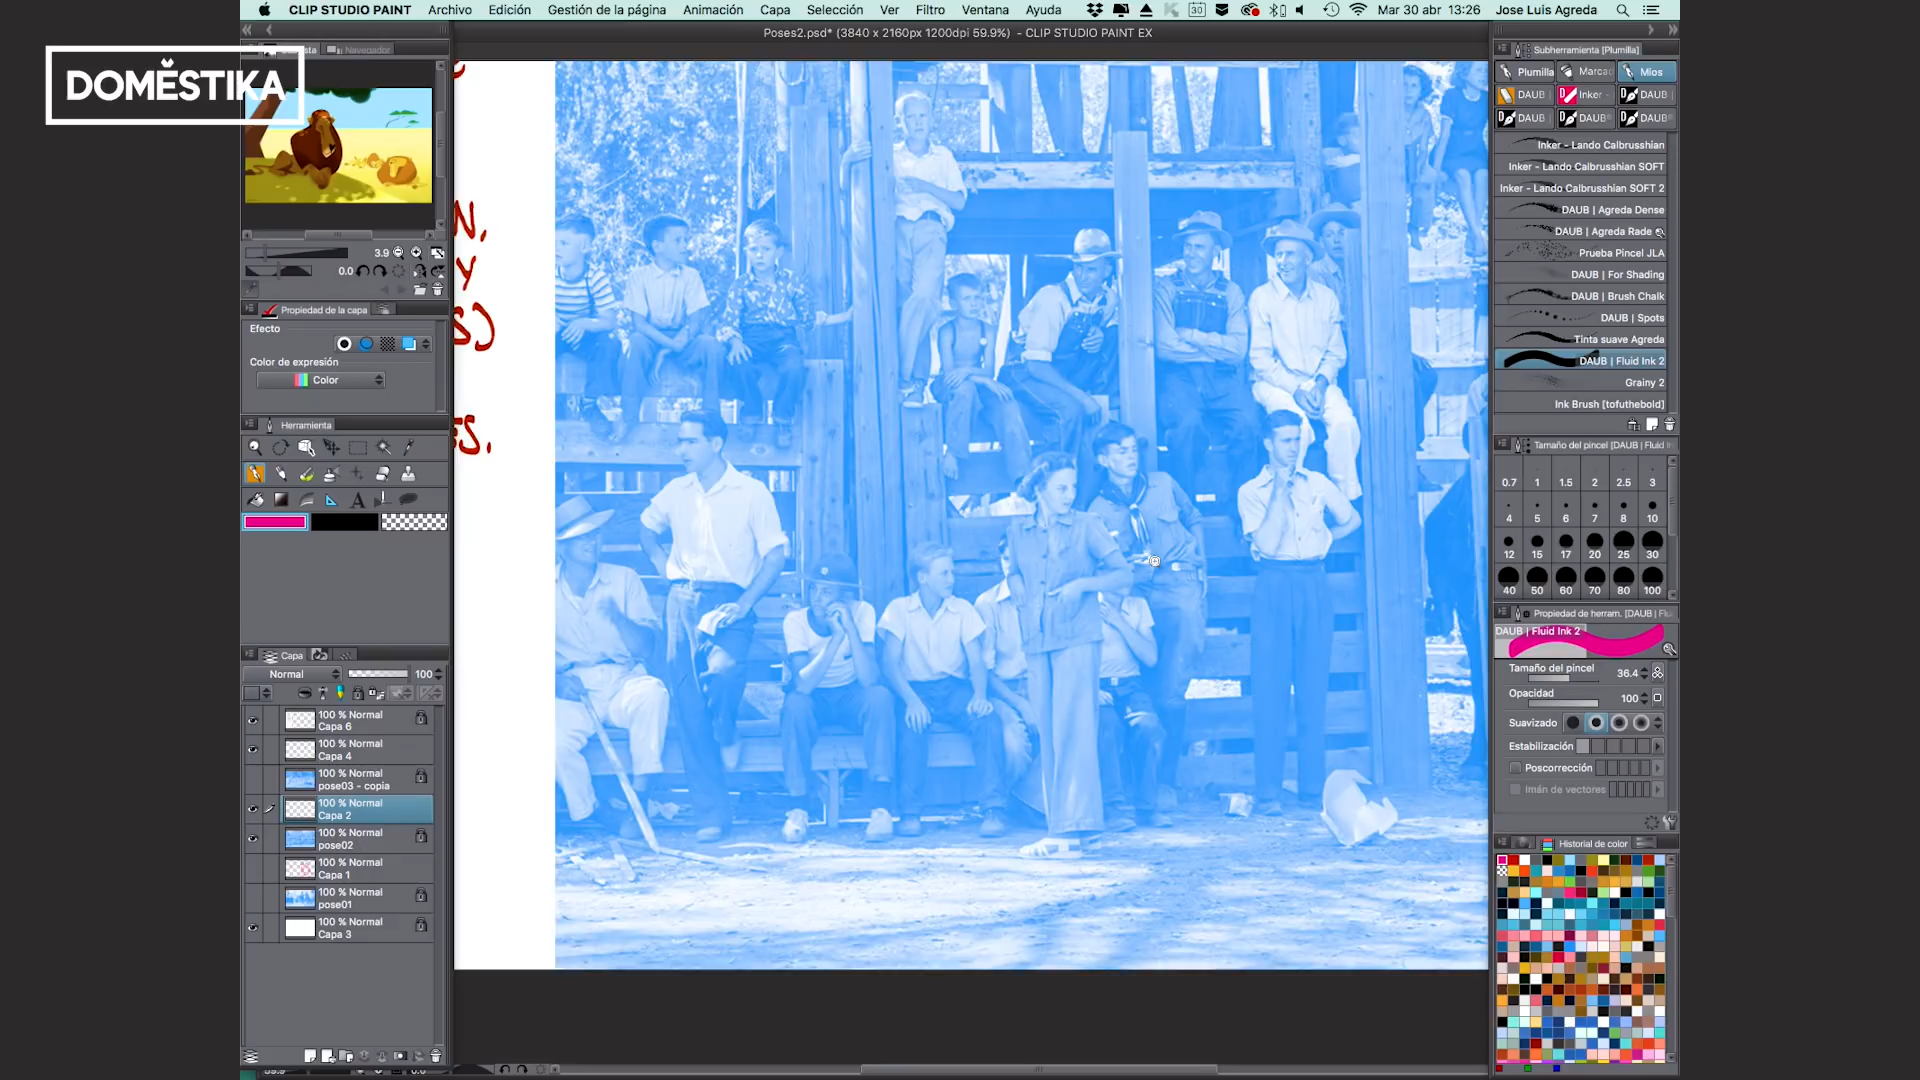 CLIP STUDIO PAINT Archivo Edición Gestión de la página Animación Capa Selección Ver Filtro Ventana Ayuda
30 Mar 30 abr 13:26 Jose Luis Agreda
Poses2.psd* (3840 x 2160px 1200dpi 59.9%) - CLIP STUDIO PAINT EX
DOMESTIKA
Navegador
3.9
0.0
Propiedad de la capa
Efecto
Color de expresión
Color
Herramienta
Capa
Normal 100
100 % Normal
Capa 6
100 % Normal
Capa 4
100 % Normal
pose03 - copia
100 % Normal
Capa 2
100 % Normal
pose02
100 % Normal
Capa 1
100 % Normal
pose01
100 % Normal
Capa 3
N.
Y
S)
ES.
Subherramienta [Plumilla]
Plumilla Marca Mios
DAUB Inker - DAUB
DAUB DAUB DAUB
Inker - Lando Calbrusshian
Inker - Lando Calbrusshian SOFT
Inker - Lando Calbrusshian SOFT 2
DAUB | Agreda Dense
DAUB | Agreda Rade
Prueba Pincel JLA
DAUB | For Shading
DAUB | Brush Chalk
DAUB | Spots
Tinta suave Agreda
DAUB | Fluid Ink 2
Grainy 2
Ink Brush [tofuthebold]
Tamaño del pincel [DAUB | Fluid
0.7 1 1.5 2 2.5 3
4 5 6 7 8 10
12 15 17 20 25 30
40 50 60 70 80 100
Propiedad de herram. [DAUB | Flu
DAUB | Fluid Ink 2
Tamaño del pincel 36.4
Opacidad 100
Suavizado
Estabilización
Poscorrección
Imán de vectores
Historial de color